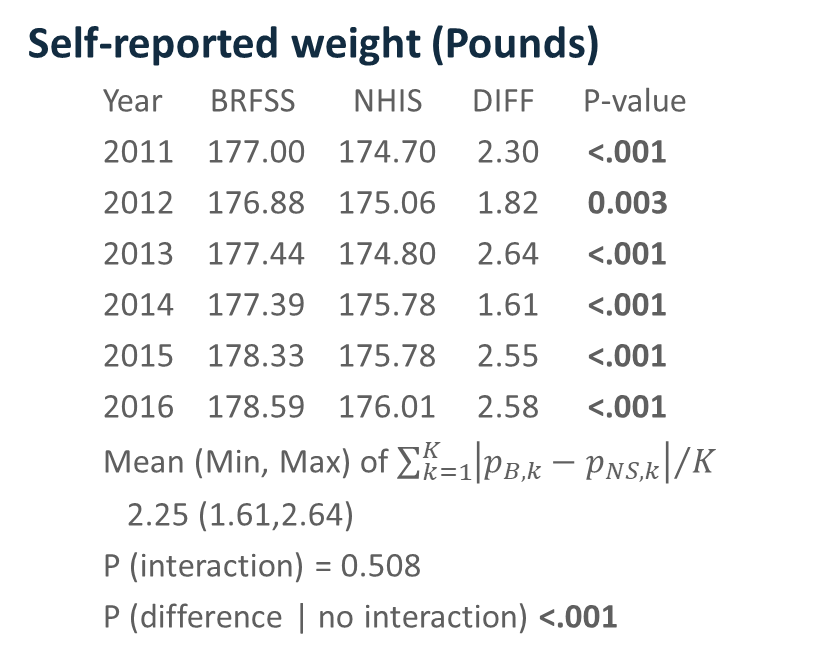 Self-reported weight (Pounds)
Year BRFSS NHIS DIFF P-value
2011 177.00 174.70 2.30 <.001
2012 176.88 175.06 1.82 0.003
2013 177.44 174.80 2.64 <.001
2014 177.39 175.78 1.61 <.001
2015 178.33 175.78 2.55 <.001
2016 178.59 176.01 2.58 <.001
Mean (Min, Max) of ∑_{k=1}^{K}|p_{B,k} − p_{NS,k}|/K
2.25 (1.61,2.64)
P (interaction) = 0.508
P (difference | no interaction) <.001